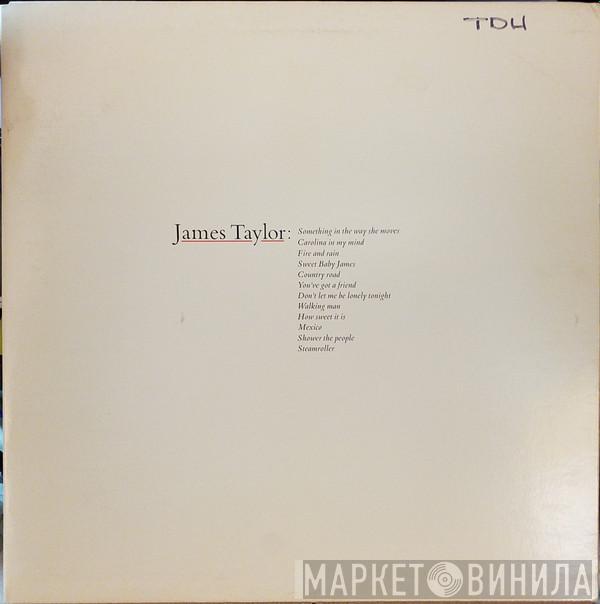 TDH
James Taylor:
Something in the way she moves
Carolina in my mind
Fire and rain
Sweet Baby James
Country road
You've got a friend
Don't let me be lonely tonight
Walking man
How sweet it is
Mexico
Shower the people
Steamroller
МАРКЕТ ВИНИЛА